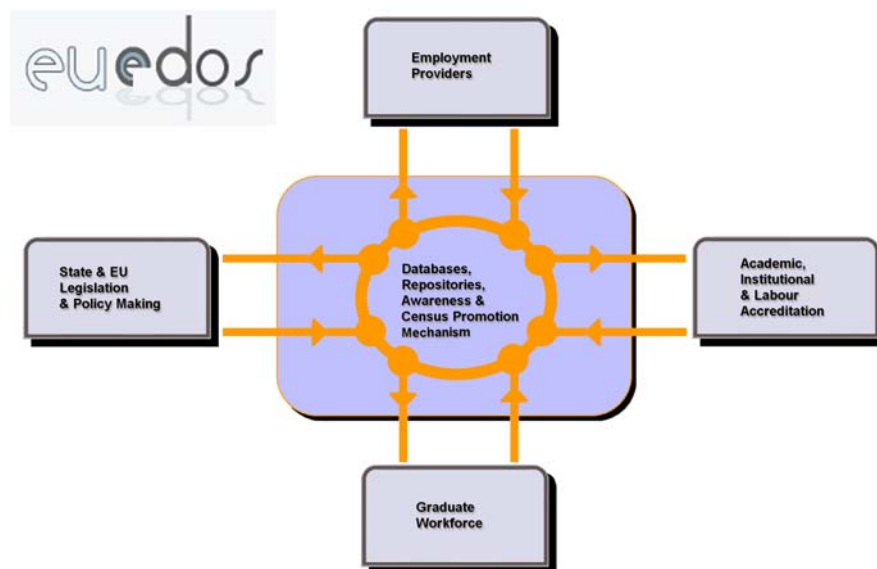 euedos
Employment
Providers
State & EU
Legislation
& Policy Making
Databases,
Repositories,
Awareness &
Census Promotion
Mechanism
Academic,
Institutional
& Labour
Accreditation
Graduate
Workforce